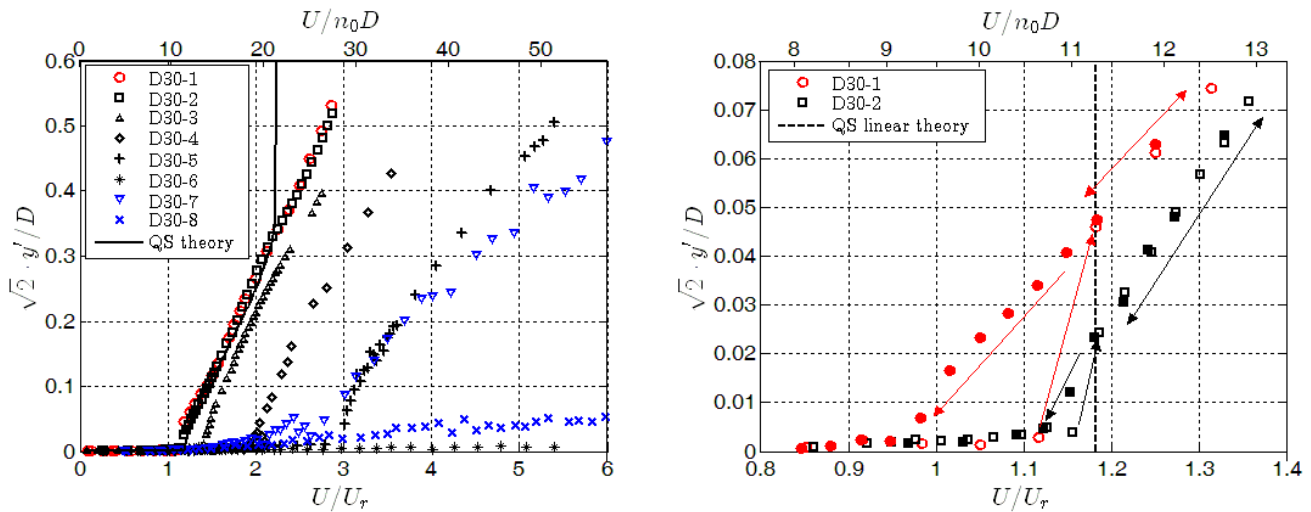 U/n₀D
0 10 20 30 40 50
0.6
0.5
0.4
0.3
0.2
0.1
0
√2 · y'/D
D30-1
D30-2
D30-3
D30-4
D30-5
D30-6
D30-7
D30-8
QS theory
0 1 2 3 4 5 6
U/Uᵣ
U/n₀D
8 9 10 11 12 13
0.08
0.07
0.06
0.05
0.04
0.03
0.02
0.01
0
√2 · y'/D
D30-1
D30-2
QS linear theory
0.8 0.9 1 1.1 1.2 1.3 1.4
U/Uᵣ